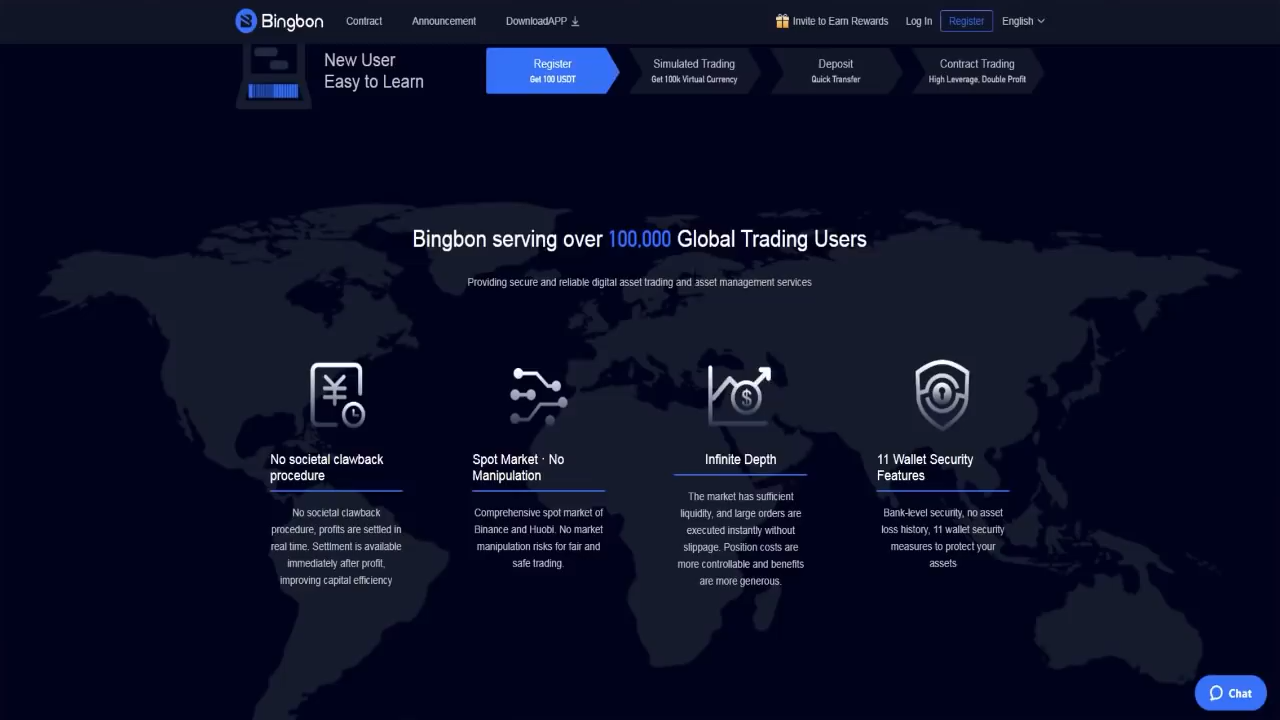 Bingbon
Contract
Announcement
DownloadAPP
Invite to Earn Rewards
Log In
Register
English
New User
Easy to Learn
Register
Get 100 USDT
Simulated Trading
Get 100k Virtual Currency
Deposit
Quick Transfer
Contract Trading
High Leverage, Double Profit
Bingbon serving over 100,000 Global Trading Users
Providing secure and reliable digital asset trading and asset management services
No societal clawback
procedure
No societal clawback
procedure, profits are settled in
real time. Settlment is available
immediately after profit,
improving capital efficiency
Spot Market · No
Manipulation
Comprehensive spot market of
Binance and Huobi. No market
manipulation risks for fair and
safe trading.
Infinite Depth
The market has sufficient
liquidity, and large orders are
executed instantly without
slippage. Position costs are
more controllable and benefits
are more generous.
11 Wallet Security
Features
Bank-level security, no asset
loss history, 11 wallet security
measures to protect your
assets
Chat